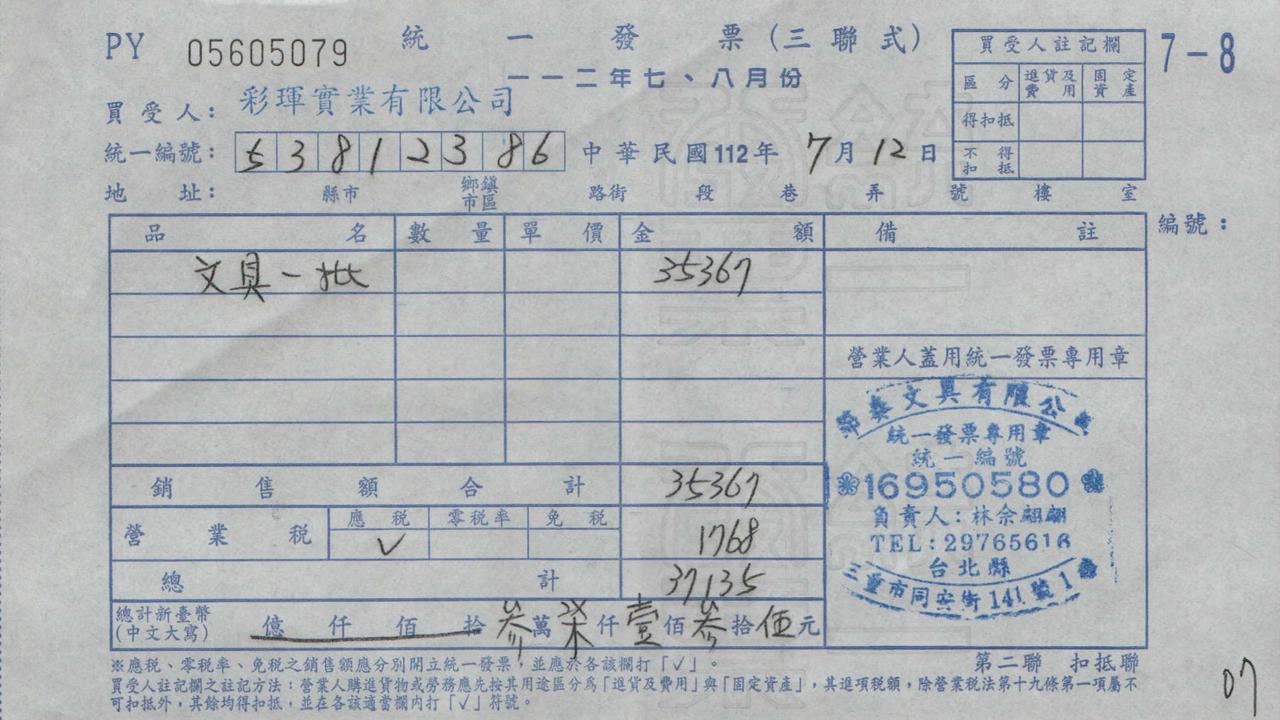 PY 05605079 統一發票(三聯式) 7-8
一一二年七、八月份
買受人註記欄
區分 進貨及費用 固定資產
得扣抵
不得扣抵
買受人: 彩琿實業有限公司
統一編號: 53812386 中華民國112年7月12日
地址: 縣市 鄉鎮市區 路街 段 巷 弄 號 樓 室
編號:
品名 數量 單價 金額 備註
文具一批 35367
營業人蓋用統一發票專用章
文具有限公
統一發票專用章
統一編號
16950580
負責人:林余翩翩
TEL:29765616
台北縣
三重市同安街141號1
銷售額合計 35367
營業稅 應稅 零稅率 免稅 1768
√
總計 37135
總計新臺幣(中文大寫) 億仟佰拾參萬柒仟壹佰參拾伍元
※應稅、零稅率、免稅之銷售額應分別開立統一發票,並應於各該欄打「√」。
第二聯 扣抵聯
買受人註記欄之註記方法:營業人購進貨物或勞務應先按其用途區分為「進貨及費用」與「固定資產」,其進項稅額,除營業稅法第十九條第一項屬不
可扣抵外,其餘均得扣抵,並在各該適當欄內打「√」符號。
07